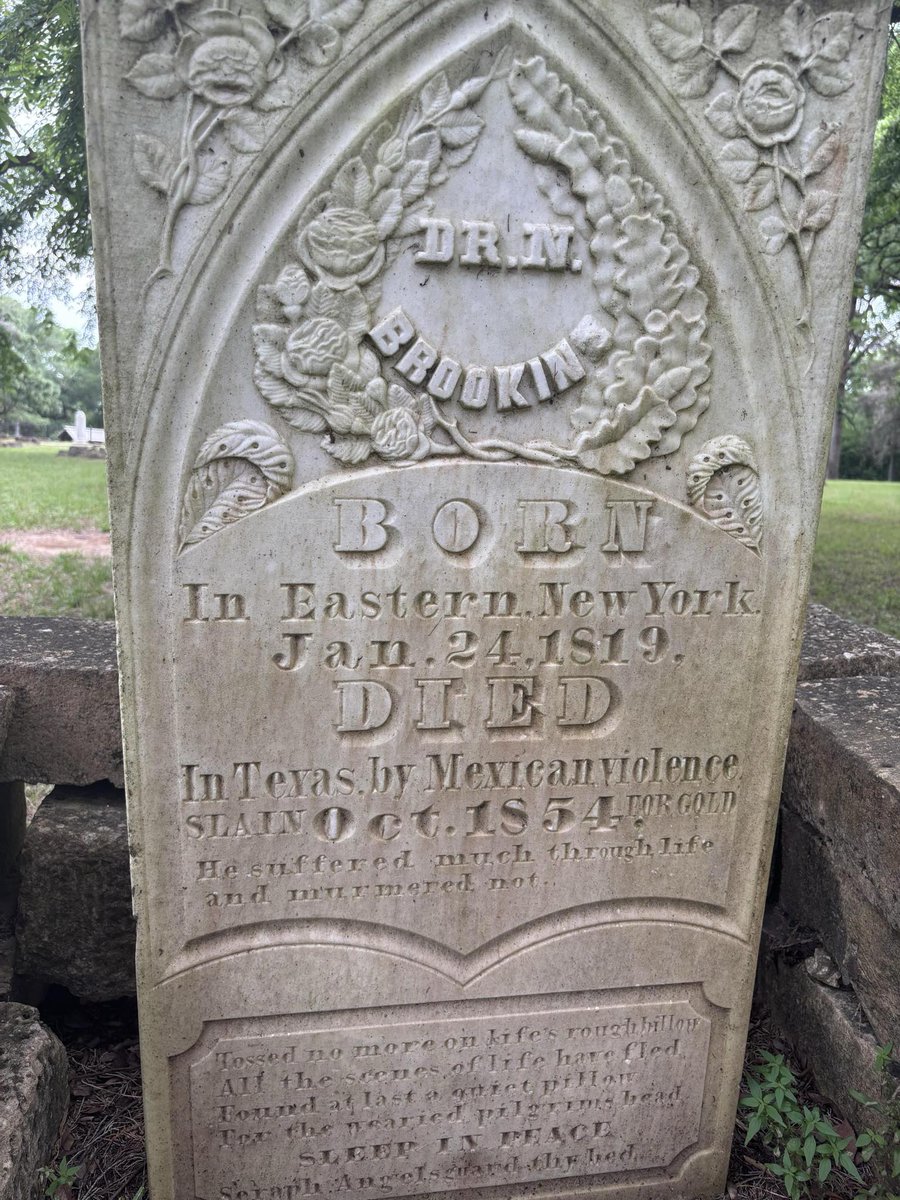 DR. N.
BROOKIN
BORN
In Eastern, New York.
Jan. 24, 1819,
DIED
In Texas, by Mexican violence
SLAIN Oct. 1854 FOR GOLD
He suffered much through life
and murmered not.
Tossed no more on life's rough billow
All the scenes of life have fled
Found at last a quiet pillow
For the wearied pilgrims head
SLEEP IN PEACE
Seraph Angels guard thy bed